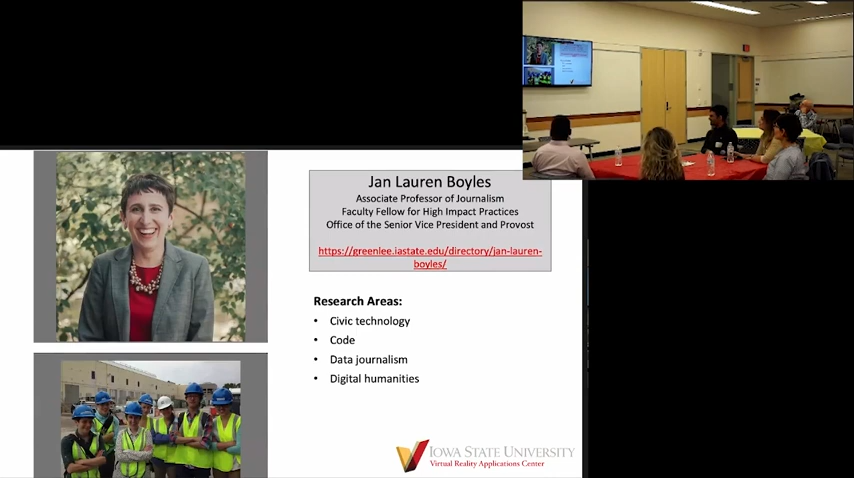 Jan Lauren Boyles
Associate Professor of Journalism
Faculty Fellow for High Impact Practices
Office of the Senior Vice President and Provost
https://greenlee.iastate.edu/directory/jan-lauren-
boyles/
Research Areas:
• Civic technology
• Code
• Data journalism
• Digital humanities
IOWA STATE UNIVERSITY
Virtual Reality Applications Center